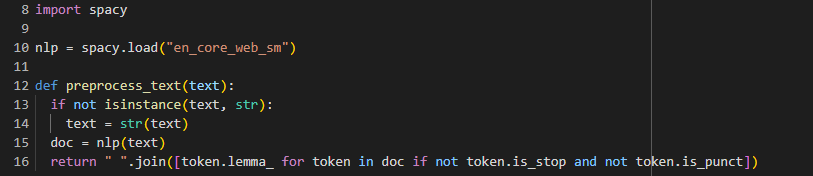 8 import spacy
9
10 nlp = spacy.load("en_core_web_sm")
11
12 def preprocess_text(text):
13   if not isinstance(text, str):
14     text = str(text)
15   doc = nlp(text)
16   return " ".join([token.lemma_ for token in doc if not token.is_stop and not token.is_punct])